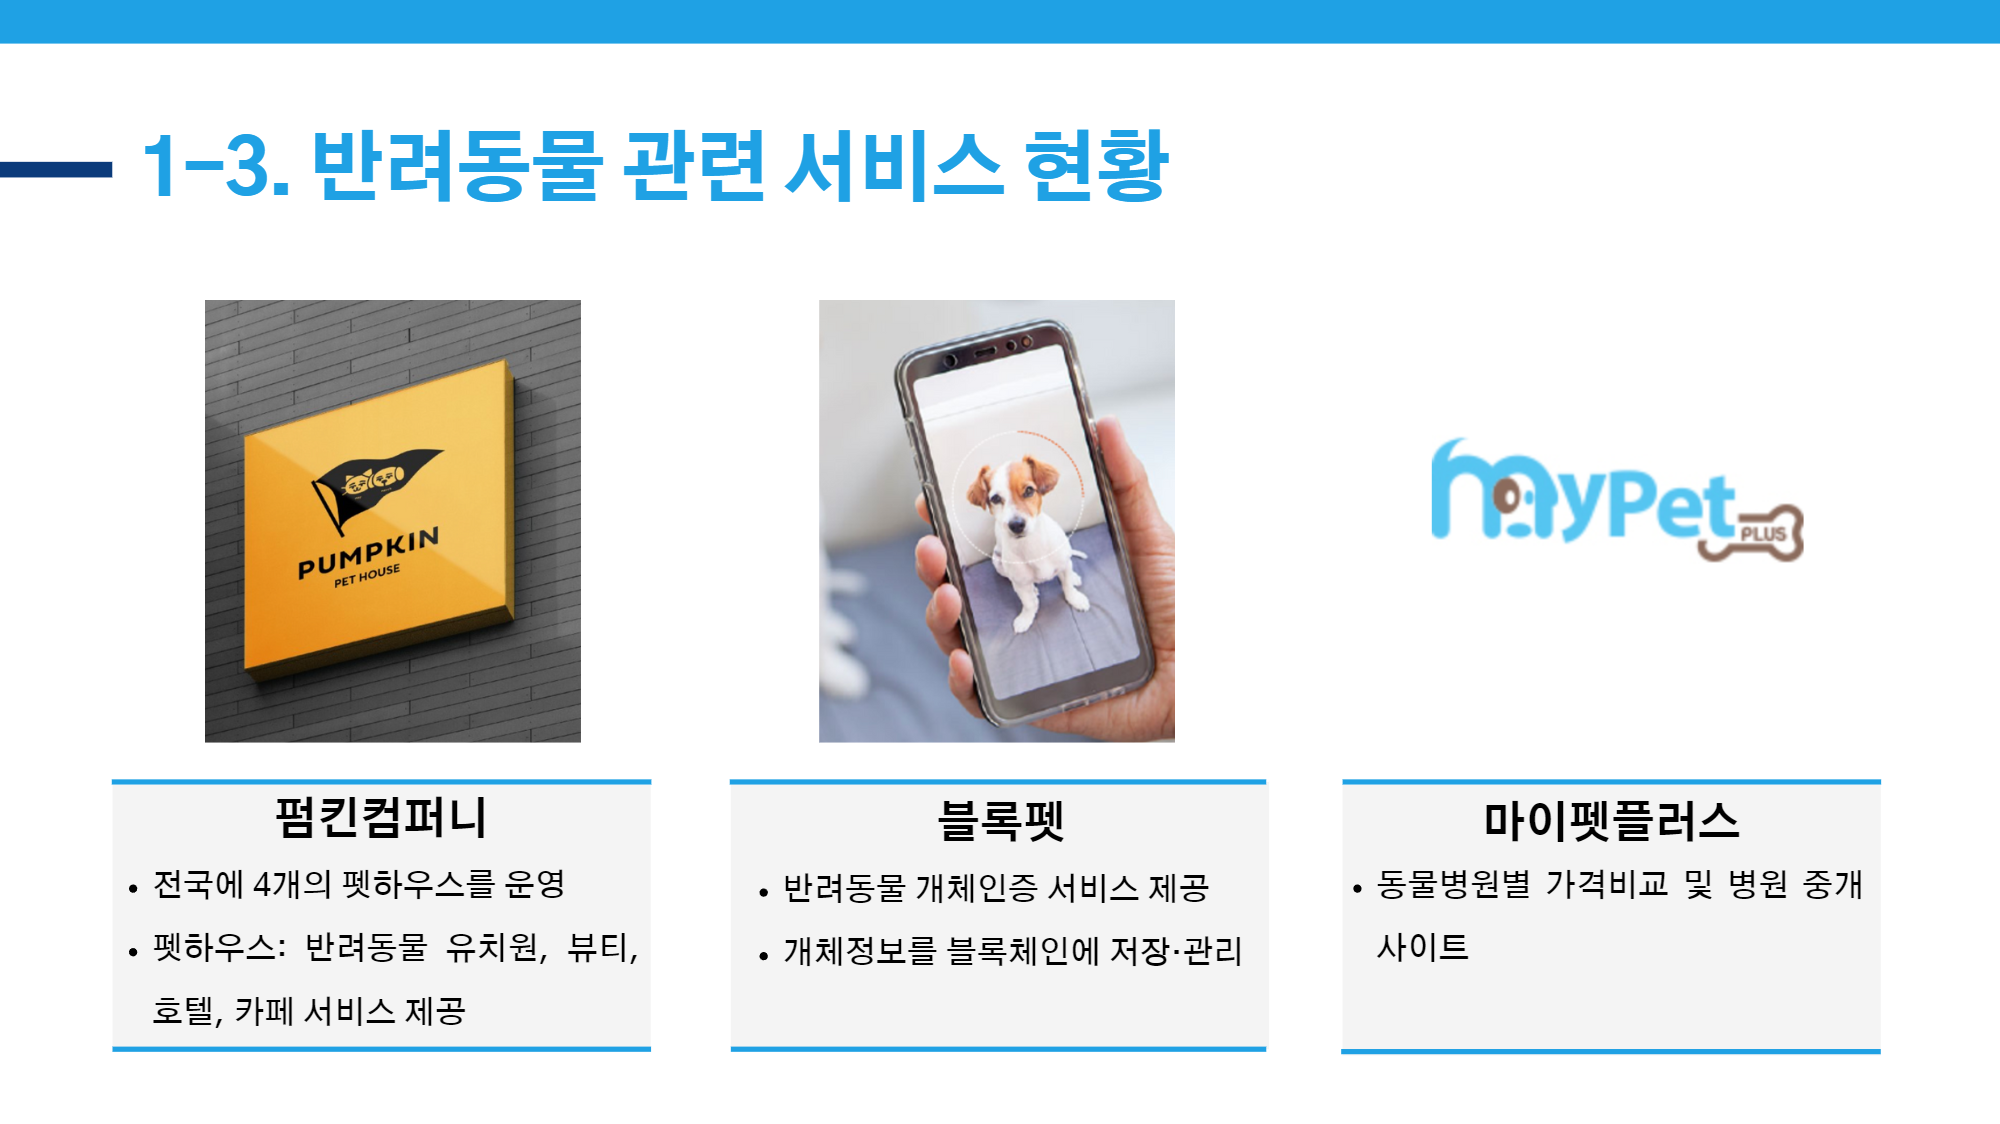 1-3. 반려동물 관련 서비스 현황
PUMPKIN
PET HOUSE
myPet
PLUS
펌킨컴퍼니
• 전국에 4개의 펫하우스를 운영
• 펫하우스: 반려동물 유치원, 뷰티,
호텔, 카페 서비스 제공
블록펫
• 반려동물 개체인증 서비스 제공
• 개체정보를 블록체인에 저장·관리
마이펫플러스
• 동물병원별 가격비교 및 병원 중개
사이트